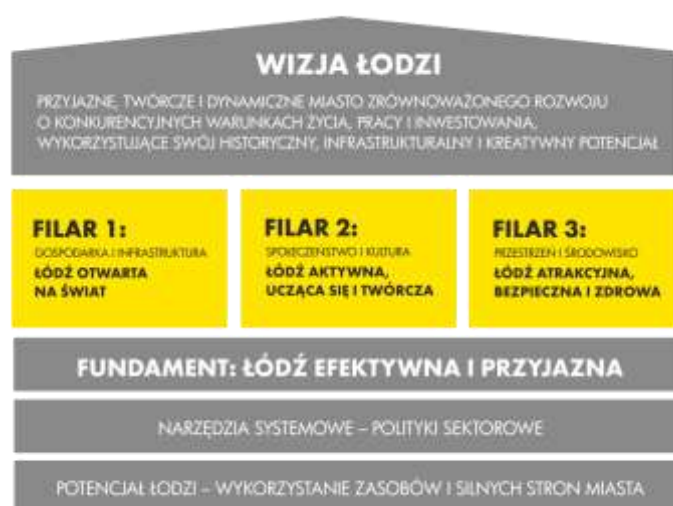 WIZJA ŁODZI
PRZYJAZNE, TWÓRCZE I DYNAMICZNE MIASTO ZRÓWNOWAŻONEGO ROZWOJU
O KONKURENCYJNYCH WARUNKACH ŻYCIA, PRACY I INWESTOWANIA,
WYKORZYSTUJĄCE SWÓJ HISTORYCZNY, INFRASTRUKTURALNY I KREATYWNY POTENCJAŁ
FILAR 1:
GOSPODARKA I INFRASTRUKTURA
ŁÓDŹ OTWARTA
NA ŚWIAT
FILAR 2:
SPOŁECZEŃSTWO I KULTURA
ŁÓDŹ AKTYWNA,
UCZĄCA SIĘ I TWÓRCZA
FILAR 3:
PRZESTRZEŃ I ŚRODOWISKO
ŁÓDŹ ATRAKCYJNA,
BEZPIECZNA I ZDROWA
FUNDAMENT: ŁÓDŹ EFEKTYWNA I PRZYJAZNA
NARZĘDZIA SYSTEMOWE – POLITYKI SEKTOROWE
POTENCJAŁ ŁODZI – WYKORZYSTANIE ZASOBÓW I SILNYCH STRON MIASTA